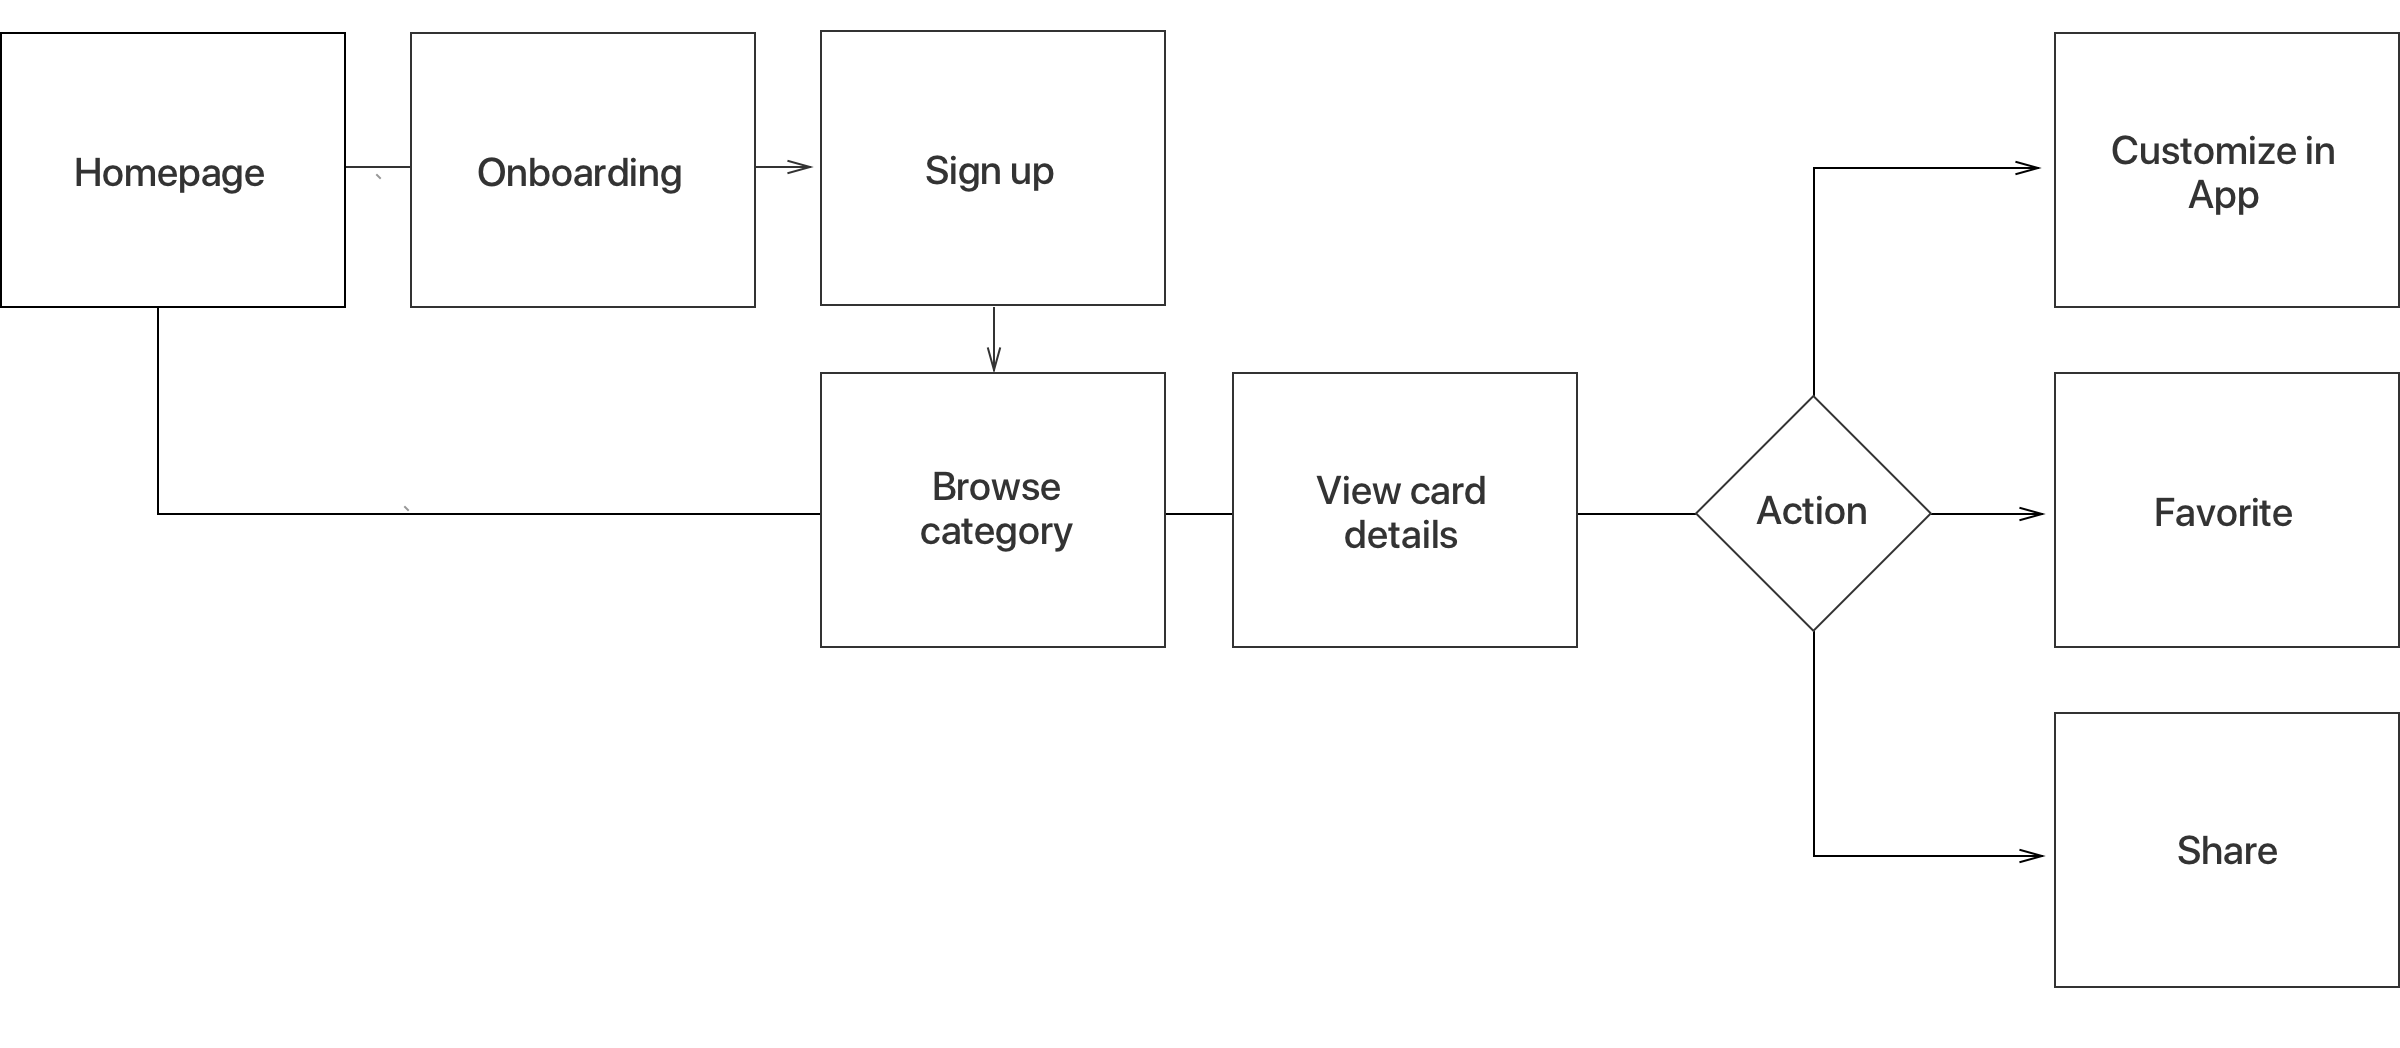 Homepage
Onboarding
Sign up
Customize in
App
Browse
category
View card
details
Action
Favorite
Share